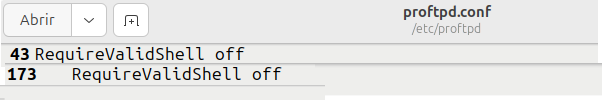 Abrir
proftpd.conf
/etc/proftpd
43 RequireValidShell off
173 RequireValidShell off